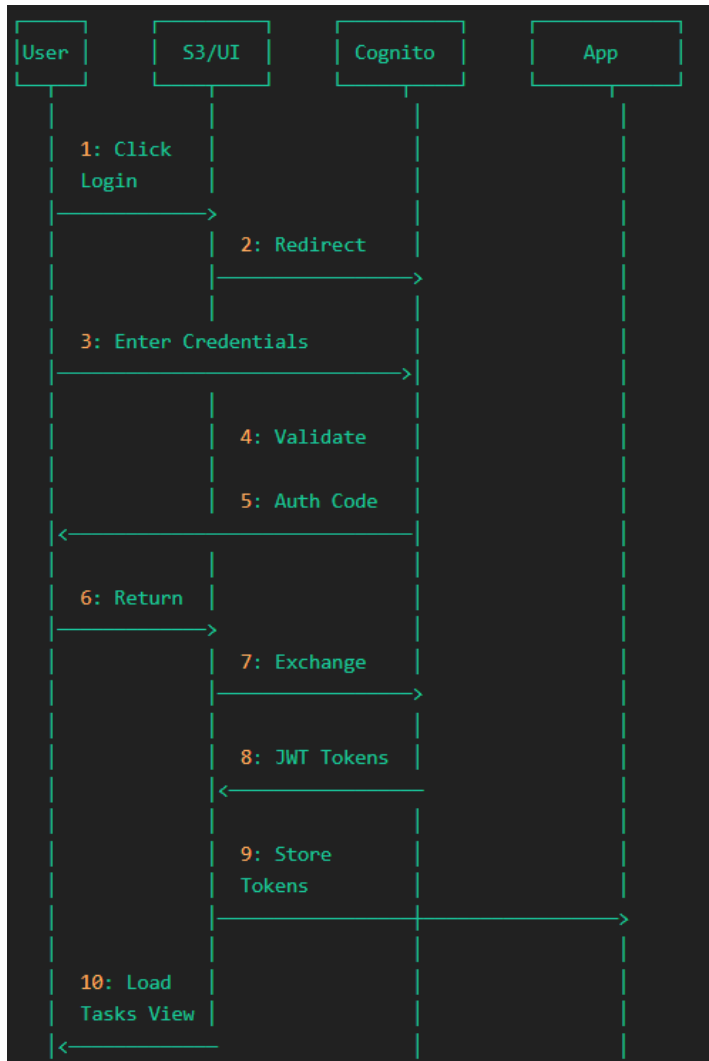 User S3/UI Cognito App
1: Click
Login
2: Redirect
3: Enter Credentials
4: Validate
5: Auth Code
6: Return
7: Exchange
8: JWT Tokens
9: Store
Tokens
10: Load
Tasks View